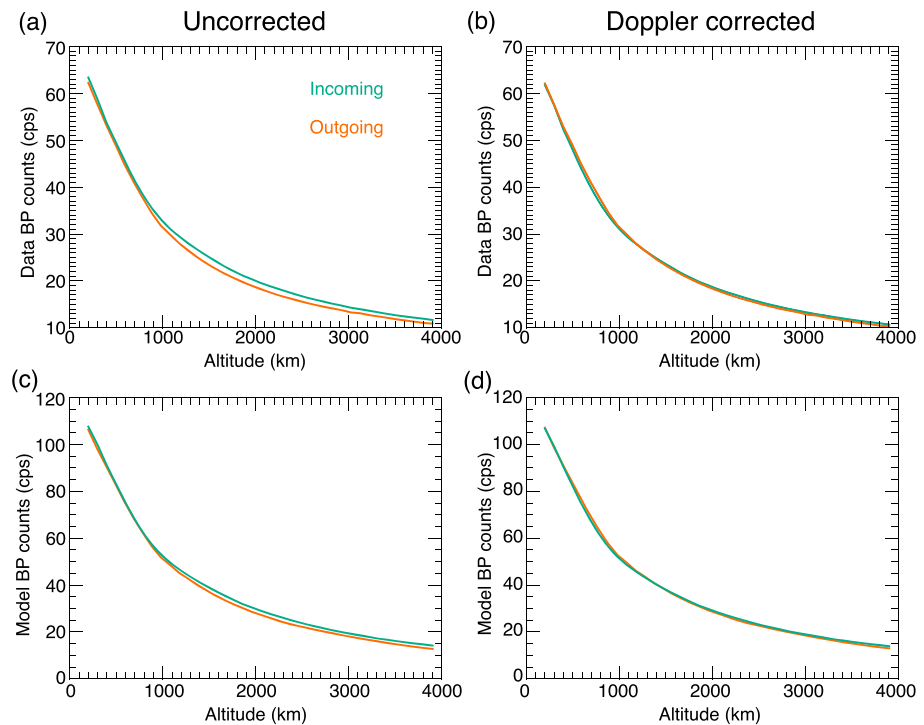 (a) Uncorrected (b) Doppler corrected
70 70
60 Incoming 60
50 Outgoing 50
40 40
30 30
20 20
10 10
Data BP counts (cps) Data BP counts (cps)
0 1000 2000 3000 4000 0 1000 2000 3000 4000
Altitude (km) Altitude (km)
(c) (d)
120 120
100 100
80 80
60 60
40 40
20 20
0 0
Model BP counts (cps) Model BP counts (cps)
0 1000 2000 3000 4000 0 1000 2000 3000 4000
Altitude (km) Altitude (km)